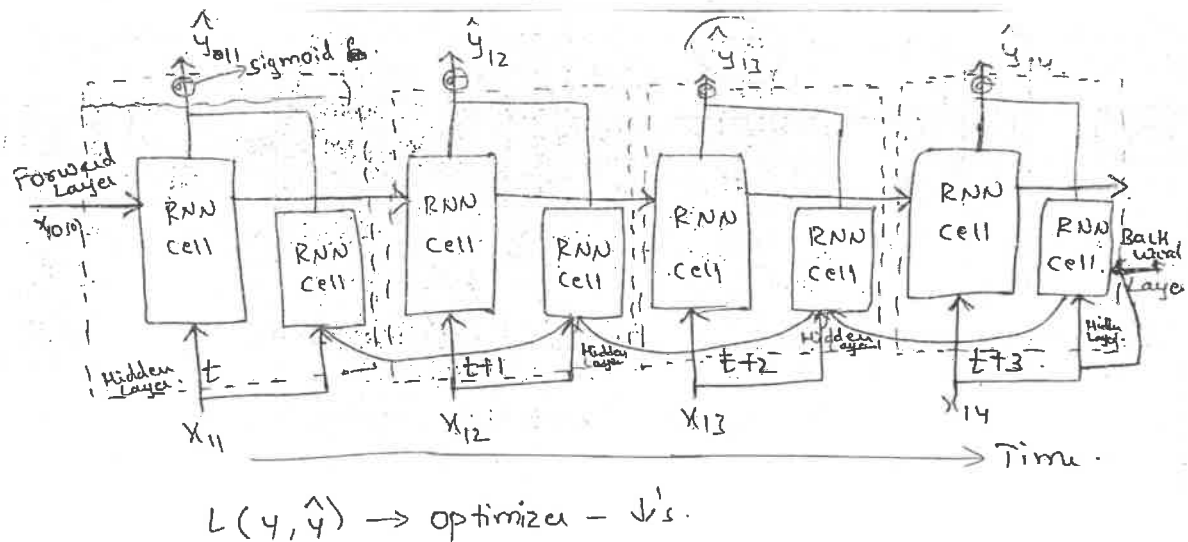 ŷ11 sigmoid
ŷ12
ŷ13
ŷ14
Forward
Layer
RNN
cell
RNN
cell
RNN
cell
RNN
cell
RNN
cell
RNN
cell
RNN
cell
RNN
cell
Back
ward
Layer
Hidden
Layer
t
t+1
Hidden
Layer
t+2
Hidden
Layer
t+3
Hidden
Layer
x11
x12
x13
x14
Time.
L(y, ŷ) → optimizer - ↓'s.